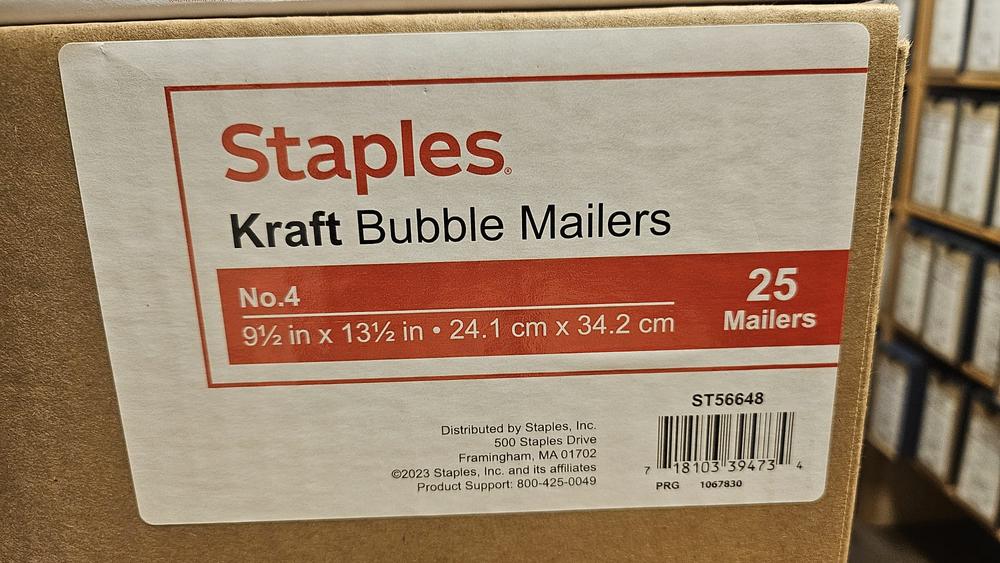 Staples®
Kraft Bubble Mailers
No.4
9½ in x 13½ in • 24.1 cm x 34.2 cm
25
Mailers
Distributed by Staples, Inc.
500 Staples Drive
Framingham, MA 01702
©2023 Staples, Inc. and its affiliates
Product Support: 800-425-0049
ST56648
7 18103 39473 4
PRG 1067830